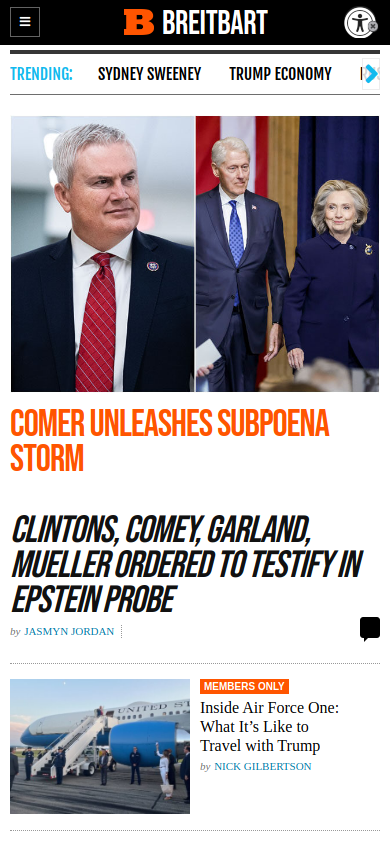 BREITBART
TRENDING:
SYDNEY SWEENEY
TRUMP ECONOMY
COMER UNLEASHES SUBPOENA
STORM
CLINTONS, COMEY, GARLAND,
MUELLER ORDERED TO TESTIFY IN
EPSTEIN PROBE
by JASMYN JORDAN
UNITED STATES
MEMBERS ONLY
Inside Air Force One:
What It’s Like to
Travel with Trump
by NICK GILBERTSON